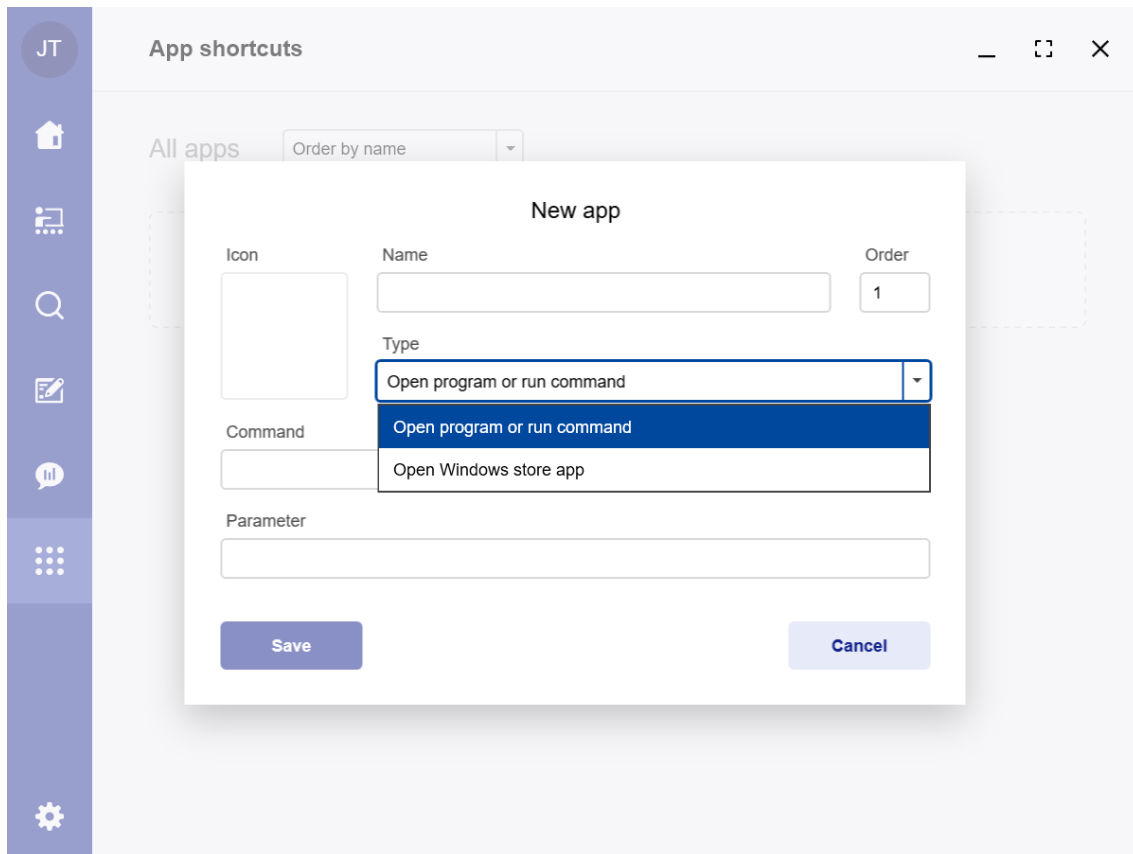 JT
App shortcuts
All apps
Order by name
New app
Icon
Name
Order
1
Type
Open program or run command
Open program or run command
Open Windows store app
Command
Parameter
Save
Cancel